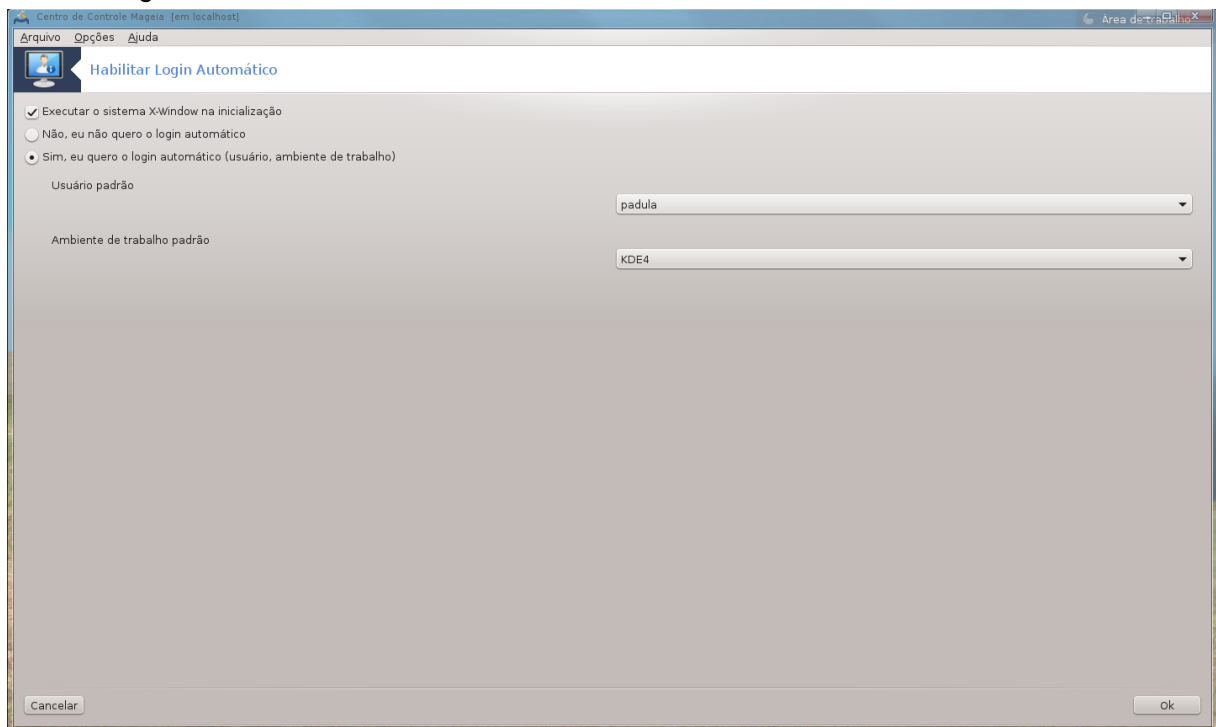 Centro de Controle Mageia [em localhost]
Área de trabalho
Arquivo Opções Ajuda
Habilitar Login Automático
Executar o sistema X-Window na inicialização
Não, eu não quero o login automático
Sim, eu quero o login automático (usuário, ambiente de trabalho)
Usuário padrão
padula
Ambiente de trabalho padrão
KDE4
Cancelar
Ok